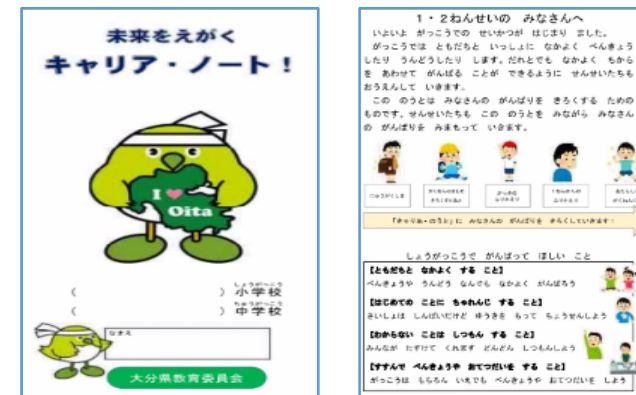 未来をえがく
キャリア・ノート！
I ♥
Oita
（　　　）小学校
（　　　）中学校
なまえ
大分県教育委員会
1・2ねんせいの みなさんへ
いよいよ がっこうでの せいかつが はじまり ました。
がっこうでは ともだちと いっしょに なかよく べんきょう
したり うんどうしたり します。だれとでも なかよく ちから
を あわせて がんばる ことが できるように せんせいたちも
おうえんして いきます。
この のうとは みなさんの がんばりを きろくする ための
ものです。せんせいたちも この のうとを みながら みなさん
の がんばりを みまもって いきます。
「きゃりあ・のうと」に みなさんの がんばりを きろくしていきます！
しょうがっこうで がんばって ほしい こと
【ともだちと なかよく する こと】
べんきょうや うんどう なんでも なかよく がんばろう
【はじめての ことに ちゃれんじ する こと】
さいしょは しんぱいだけど ゆうきを もって ちょうせんしよう
【わからない ことは しつもん する こと】
みんなが たすけて くれます どんどん しつもんしよう
【すすんで べんきょうや おてつだいを する こと】
がっこうは もちろん いえでも べんきょうや おてつだいを しよう